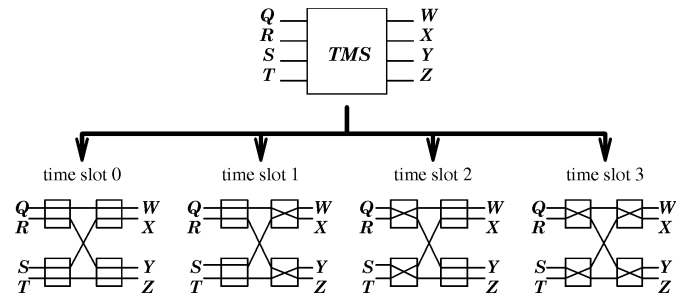 Q W
R X
S TMS Y
T Z
time slot 0 time slot 1 time slot 2 time slot 3
Q W Q W Q W Q W
R X R X R X R X
S Y S Y S Y S Y
T Z T Z T Z T Z